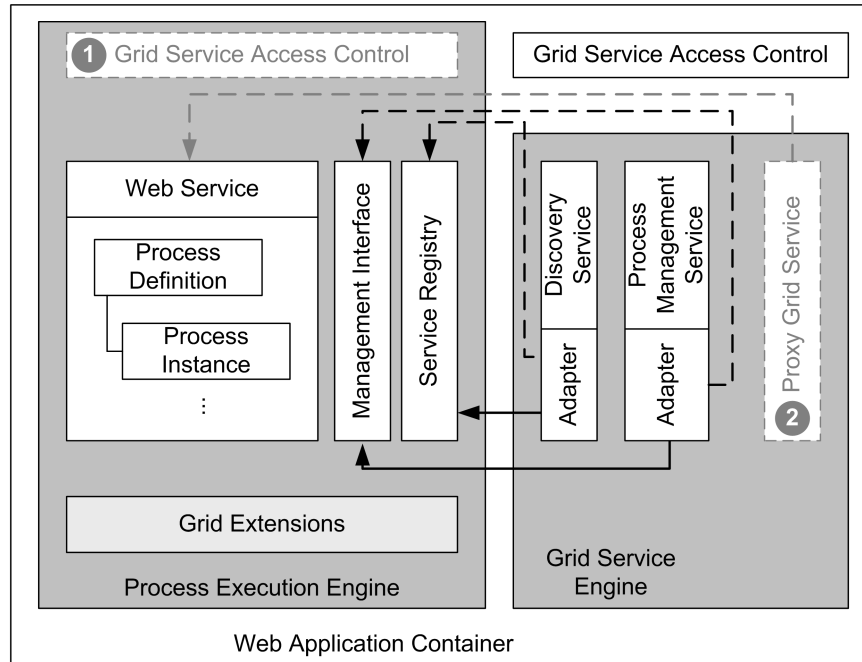 1 Grid Service Access Control
Grid Service Access Control
Web Service
Process
Definition
Process
Instance
...
Management Interface
Service Registry
Discovery
Service
Adapter
Process
Management
Service
Adapter
2 Proxy Grid Service
Grid Extensions
Process Execution Engine
Grid Service
Engine
Web Application Container